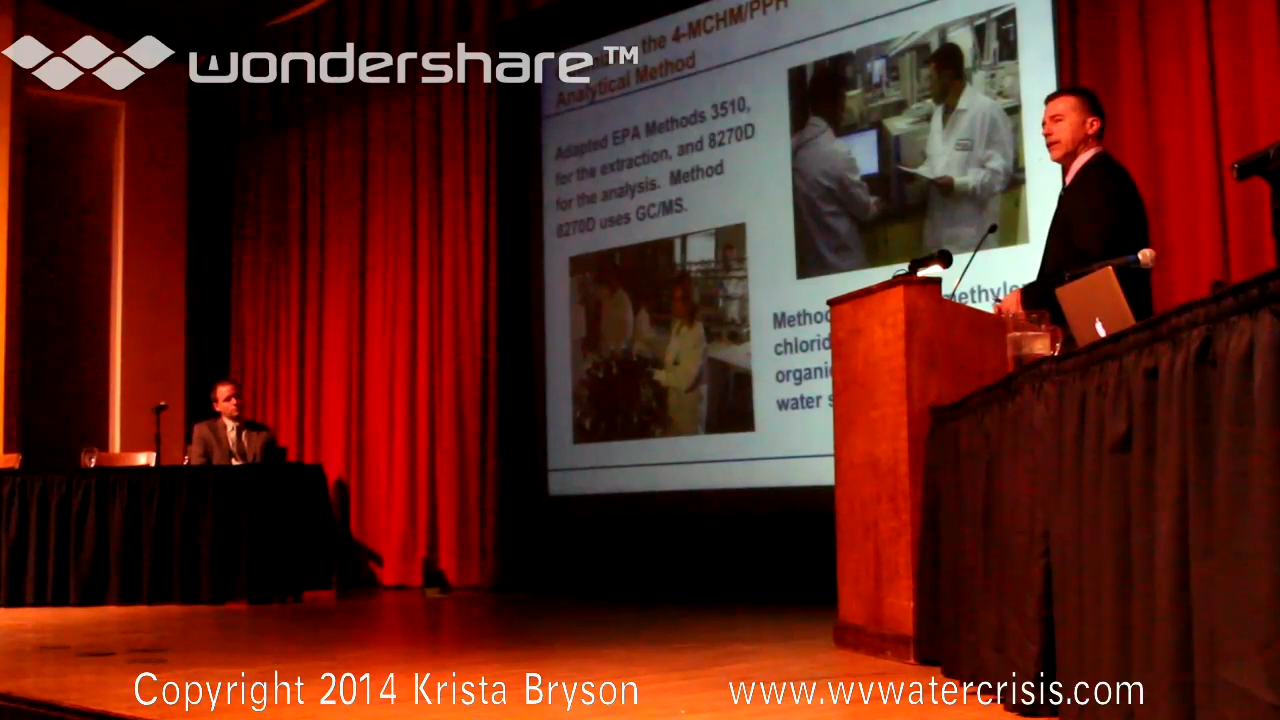 wondershare™
the 4-MCHM/PPH
Analytical Method
Adapted EPA Methods 3510,
for the extraction, and 8270D
for the analysis. Method
8270D uses GC/MS.
methylen
Method
chlorid
organi
water s
Copyright 2014 Krista Bryson
www.wvwatercrisis.com